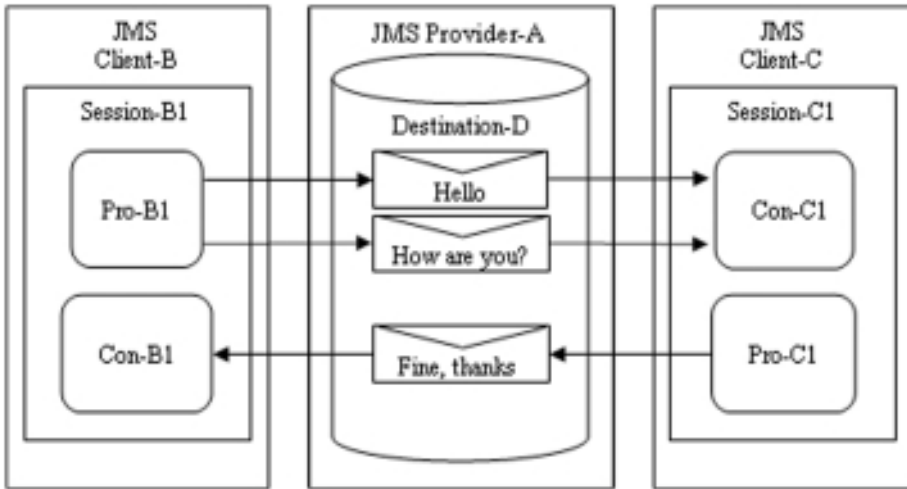 JMS
Client-B
Session-B1
Pro-B1
Con-B1
JMS Provider-A
Destination-D
Hello
How are you?
Fine, thanks
JMS
Client-C
Session-C1
Con-C1
Pro-C1